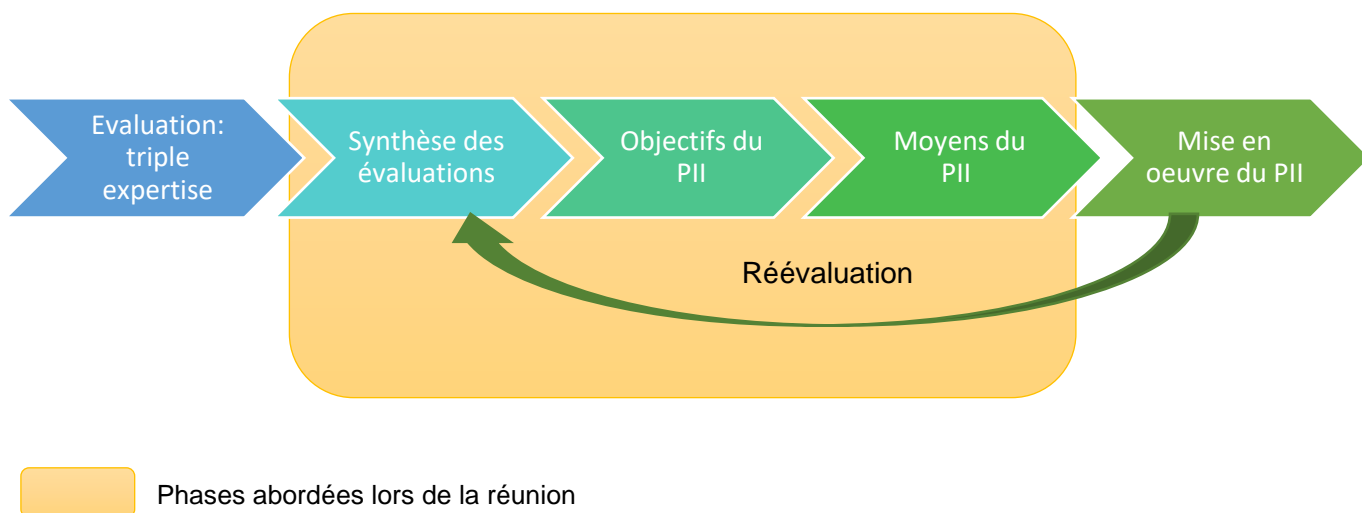 Evaluation:
triple
expertise
Synthèse des
évaluations
Objectifs du
PII
Moyens du
PII
Mise en
oeuvre du PII
Réévaluation
Phases abordées lors de la réunion